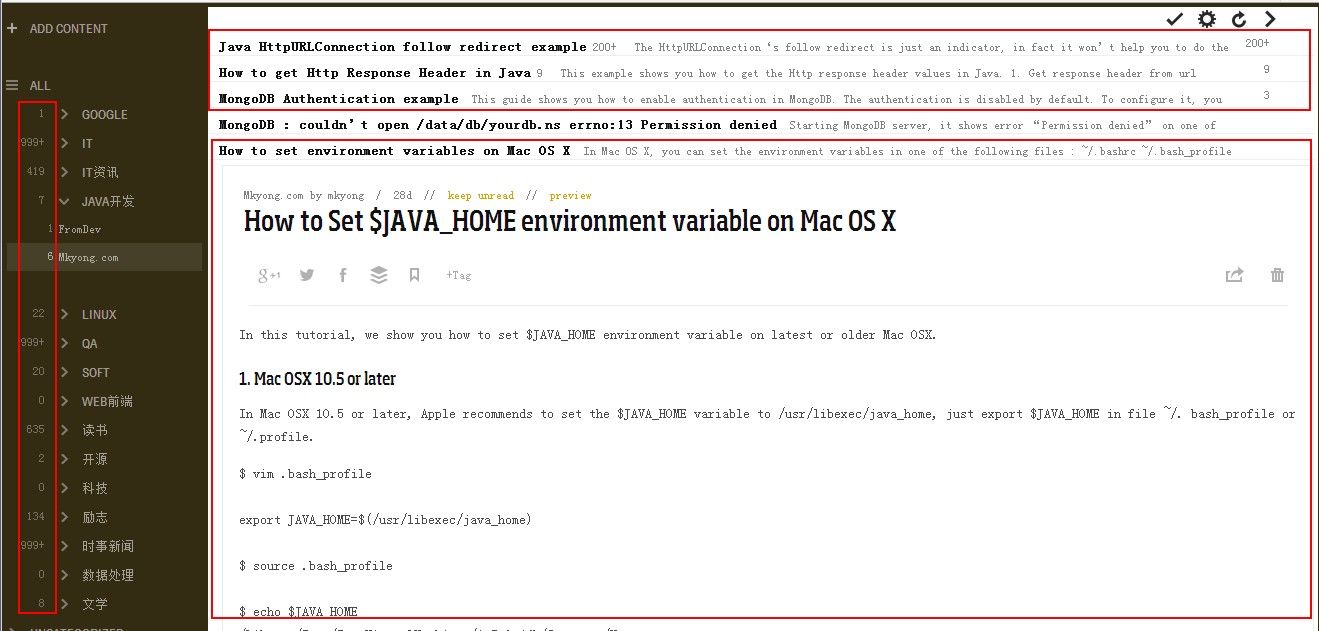 + ADD CONTENT
ALL
1 GOOGLE
999+ IT
419 IT资讯
7 JAVA开发
1 FromDev
6 Mkyong.com
22 LINUX
999+ QA
20 SOFT
0 WEB前端
635 读书
2 开源
0 科技
134 励志
999+ 时事新闻
0 数据处理
8 文学
UNCATEGORIZED
Java HttpURLConnection follow redirect example 200+ The HttpURLConnection ‘s follow redirect is just an indicator, in fact it won’t help you to do the 200+
How to get Http Response Header in Java 9 This example shows you how to get the Http response header values in Java. 1. Get response header from url 9
MongoDB Authentication example This guide shows you how to enable authentication in MongoDB. The authentication is disabled by default. To configure it, you 3
MongoDB : couldn’t open /data/db/yourdb.ns errno:13 Permission denied Starting MongoDB server, it shows error “Permission denied” on one of
How to set environment variables on Mac OS X In Mac OS X, you can set the environment variables in one of the following files : ~/.bashrc ~/.bash_profile
Mkyong.com by mkyong / 28d // keep unread // preview
How to Set $JAVA_HOME environment variable on Mac OS X
g+1 f +Tag
In this tutorial, we show you how to set $JAVA_HOME environment variable on latest or older Mac OSX.
1. Mac OSX 10.5 or later
In Mac OSX 10.5 or later, Apple recommends to set the $JAVA_HOME variable to /usr/libexec/java_home, just export $JAVA_HOME in file ~/. bash_profile or
~/.profile.
$ vim .bash_profile
export JAVA_HOME=$(/usr/libexec/java_home)
$ source .bash_profile
$ echo $JAVA_HOME